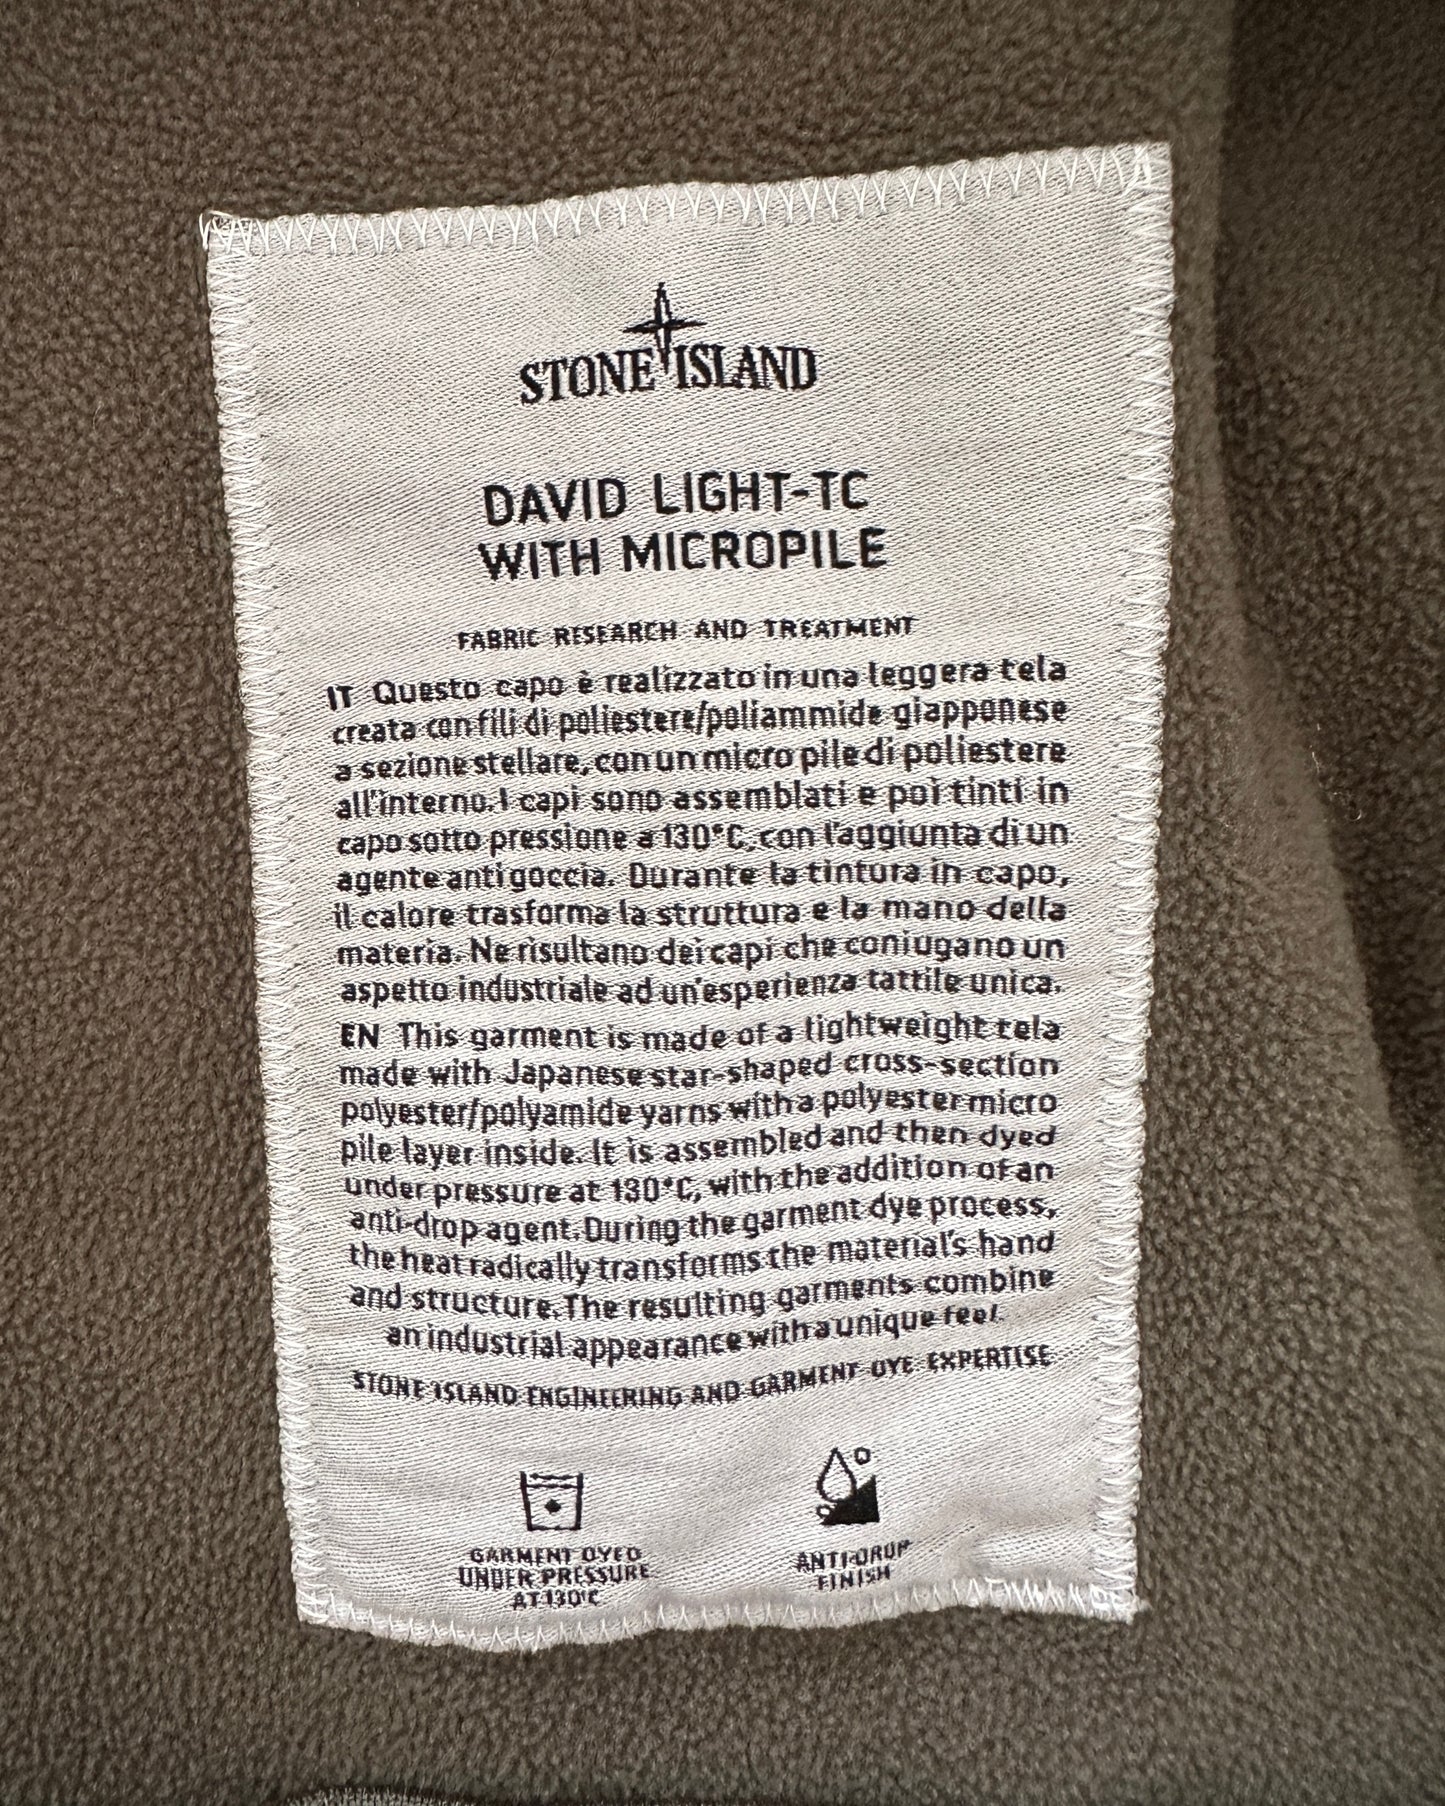 STONE ISLAND
DAVID LIGHT-TC
WITH MICROPILE
FABRIC RESEARCH AND TREATMENT
IT Questo capo è realizzato in una leggera tela
creata con fili di poliestere/poliammide giapponese
a sezione stellare, con un micro pile di poliestere
all'interno. I capi sono assemblati e poi tinti in
capo sotto pressione a 130°C, con l'aggiunta di un
agente anti goccia. Durante la tintura in capo,
il calore trasforma la struttura e la mano della
materia. Ne risultano dei capi che coniugano un
aspetto industriale ad un'esperienza tattile unica.
EN This garment is made of a lightweight tela
made with Japanese star-shaped cross-section
polyester/polyamide yarns with a polyester micro
pile layer inside. It is assembled and then dyed
under pressure at 130°C, with the addition of an
anti-drop agent. During the garment dye process,
the heat radically transforms the material's hand
and structure. The resulting garments combine
an industrial appearance with a unique feel.
STONE ISLAND ENGINEERING AND GARMENT DYE EXPERTISE
GARMENT DYED
UNDER PRESSURE
AT 130°C
ANTI-DROP
FINISH